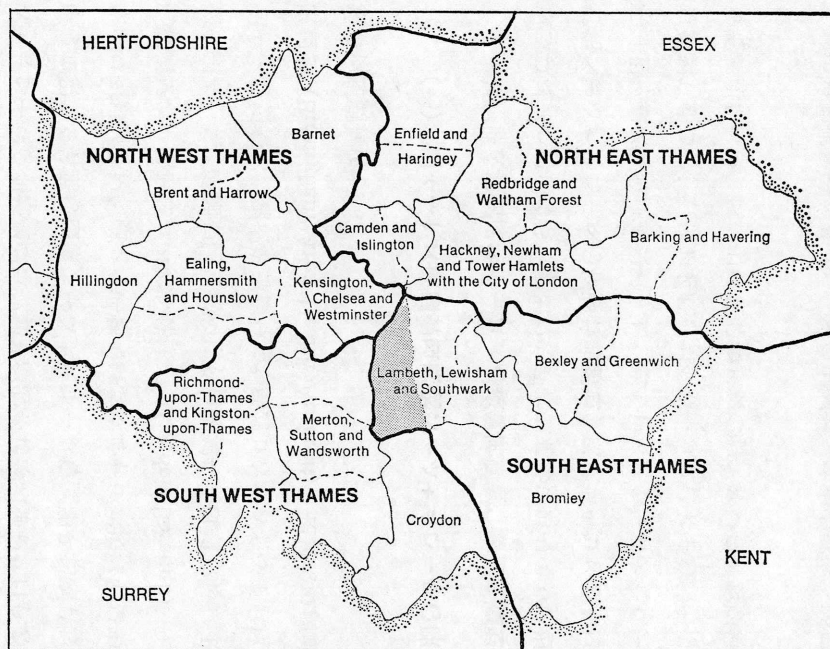 HERTFORDSHIRE
ESSEX
Barnet
Enfield and
Haringey
NORTH WEST THAMES
NORTH EAST THAMES
Brent and Harrow
Redbridge and
Waltham Forest
Camden and
Islington
Barking and Havering
Hackney, Newham
and Tower Hamlets
with the City of London
Hillingdon
Ealing,
Hammersmith
and Hounslow
Kensington,
Chelsea and
Westminster
Bexley and Greenwich
Lambeth, Lewisham
and Southwark
Richmond-
upon-Thames
and Kingston-
upon-Thames
Merton,
Sutton and
Wandsworth
SOUTH WEST THAMES
SOUTH EAST THAMES
Bromley
Croydon
KENT
SURREY